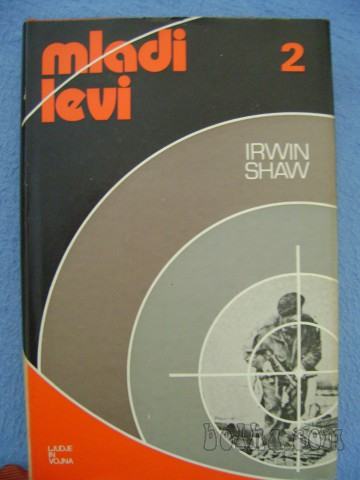 mladi
levi
2
IRWIN
SHAW
LJUDJE
IN
VOJNA